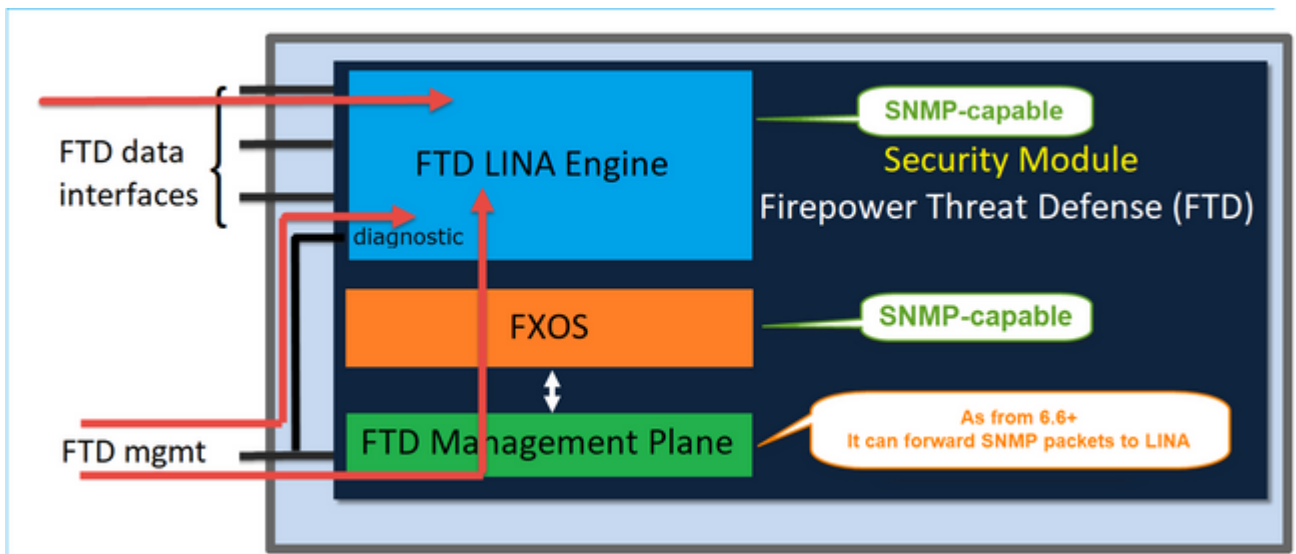 FTD data
interfaces
FTD mgmt
FTD LINA Engine
diagnostic
FXOS
FTD Management Plane
SNMP-capable
Security Module
Firepower Threat Defense (FTD)
SNMP-capable
As from 6.6+
It can forward SNMP packets to LINA